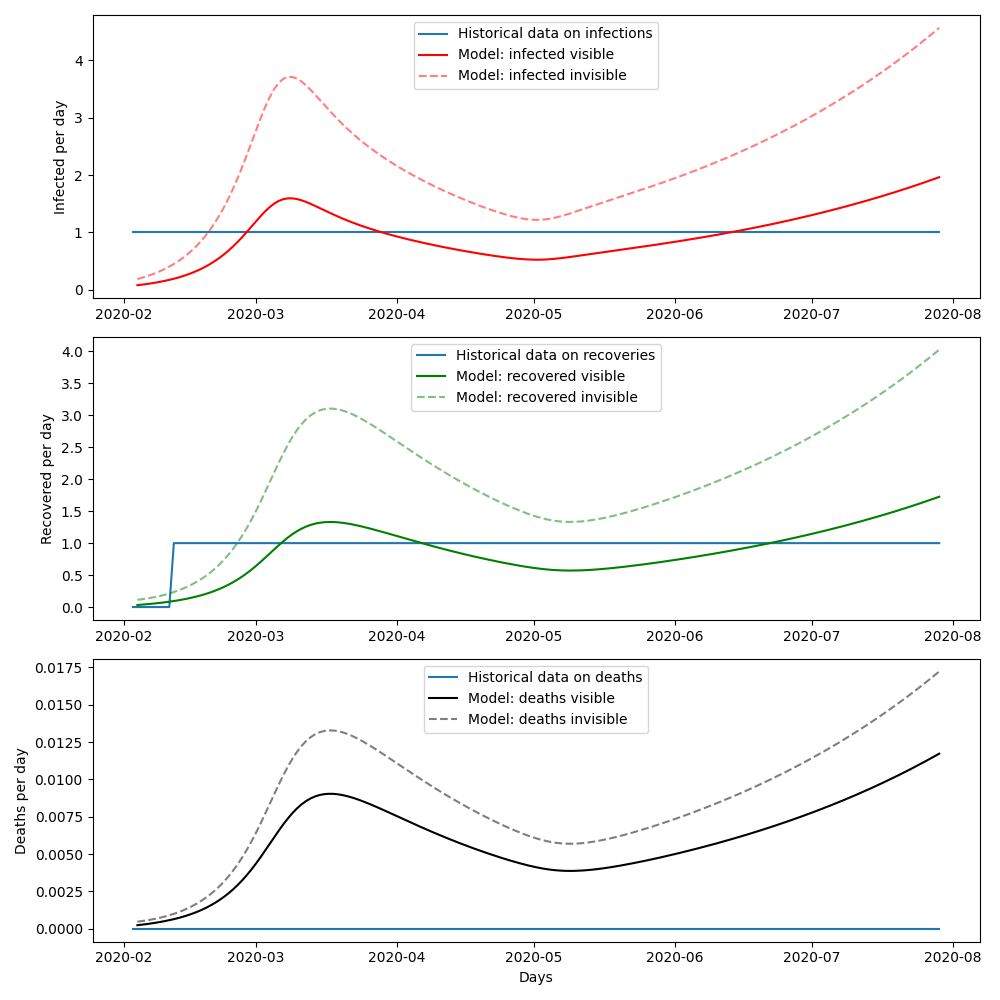 Historical data on infections
Model: infected visible
Model: infected invisible
Infected per day
4
3
2
1
0
2020-02 2020-03 2020-04 2020-05 2020-06 2020-07 2020-08
Historical data on recoveries
Model: recovered visible
Model: recovered invisible
Recovered per day
4.0
3.5
3.0
2.5
2.0
1.5
1.0
0.5
0.0
2020-02 2020-03 2020-04 2020-05 2020-06 2020-07 2020-08
Historical data on deaths
Model: deaths visible
Model: deaths invisible
Deaths per day
0.0175
0.0150
0.0125
0.0100
0.0075
0.0050
0.0025
0.0000
2020-02 2020-03 2020-04 2020-05 2020-06 2020-07 2020-08
Days